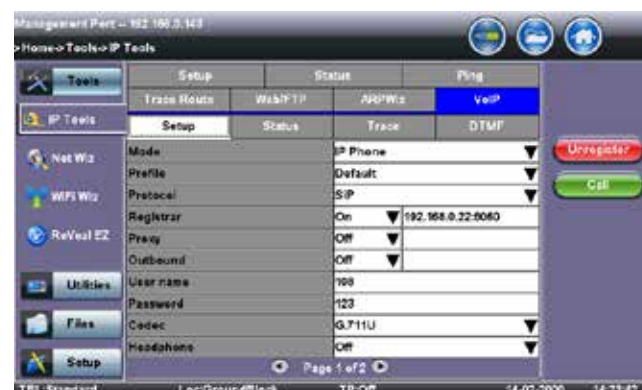 Management Port - 192.168.0.143
>Home>Tools>IP Tools
Tools
IP Tools
Net Wiz
WiFi Wiz
ReVeal EZ
Utilities
Files
Setup
Setup Status Ping
Trace Route Web/FTP ARPWiz VoIP
Setup Status Trace DTMF
Mode IP Phone
Profile Default
Protocol SIP
Registrar On 192.168.0.22:5060
Proxy Off
Outbound Off
User name 108
Password 123
Codec G.711U
Headphone Off
Page 1 of 2
Unregister
Call